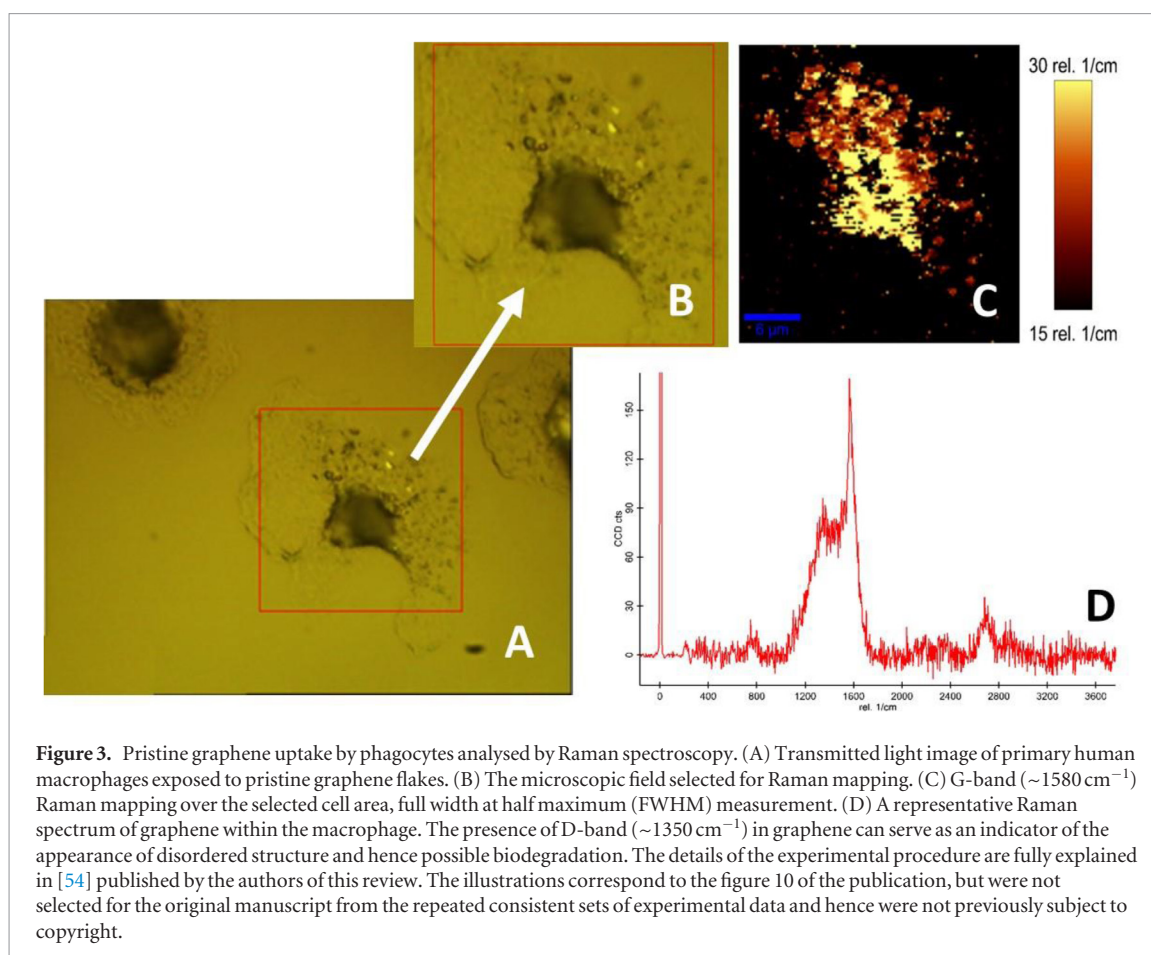 30 rel. 1/cm
B
C
6 µm
15 rel. 1/cm
A
150
120
90
60
30
0
CCD cts
D
0 400 800 1200 1600 2000 2400 2800 3200 3600
rel. 1/cm
Figure 3. Pristine graphene uptake by phagocytes analysed by Raman spectroscopy. (A) Transmitted light image of primary human
macrophages exposed to pristine graphene flakes. (B) The microscopic field selected for Raman mapping. (C) G-band (~1580 cm⁻¹)
Raman mapping over the selected cell area, full width at half maximum (FWHM) measurement. (D) A representative Raman
spectrum of graphene within the macrophage. The presence of D-band (~1350 cm⁻¹) in graphene can serve as an indicator of the
appearance of disordered structure and hence possible biodegradation. The details of the experimental procedure are fully explained
in [54] published by the authors of this review. The illustrations correspond to the figure 10 of the publication, but were not
selected for the original manuscript from the repeated consistent sets of experimental data and hence were not previously subject to
copyright.